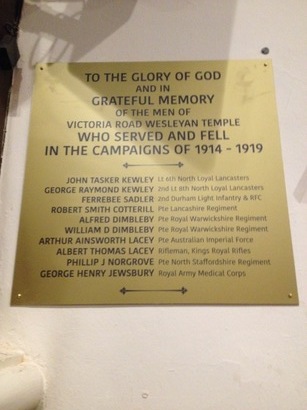 TO THE GLORY OF GOD
AND IN
GRATEFUL MEMORY
OF THE MEN OF
VICTORIA ROAD WESLEYAN TEMPLE
WHO SERVED AND FELL
IN THE CAMPAIGNS OF 1914 - 1919
JOHN TASKER KEWLEY Lt 6th North Loyal Lancasters
GEORGE RAYMOND KEWLEY 2nd Lt 8th North Loyal Lancasters
FERREBEE SADLER 2nd Durham Light Infantry & RFC
ROBERT SMITH COTTERILL Pte Lancashire Regiment
ALFRED DIMBLEBY Pte Royal Warwickshire Regiment
WILLIAM D DIMBLEBY Pte Royal Warwickshire Regiment
ARTHUR AINSWORTH LACEY Pte Australian Imperial Force
ALBERT THOMAS LACEY Rifleman, Kings Royal Rifles
PHILLIP J NORGROVE Pte North Staffordshire Regiment
GEORGE HENRY JEWSBURY Royal Army Medical Corps